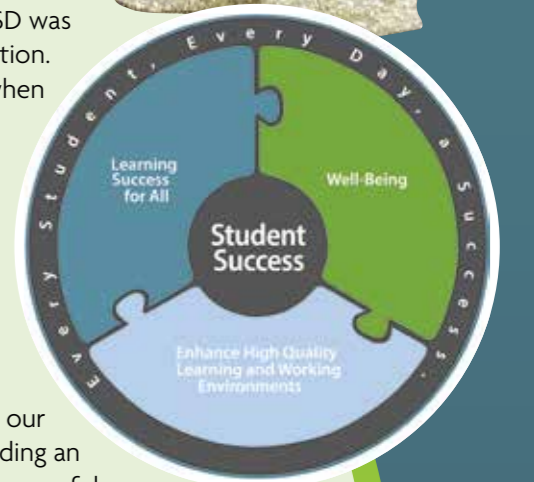 SD was
tion.
when
our
ding an
Every Student, Every Day, a Success.
Learning
Success
for All
Well-Being
Student
Success
Enhance High Quality
Learning and Working
Environments